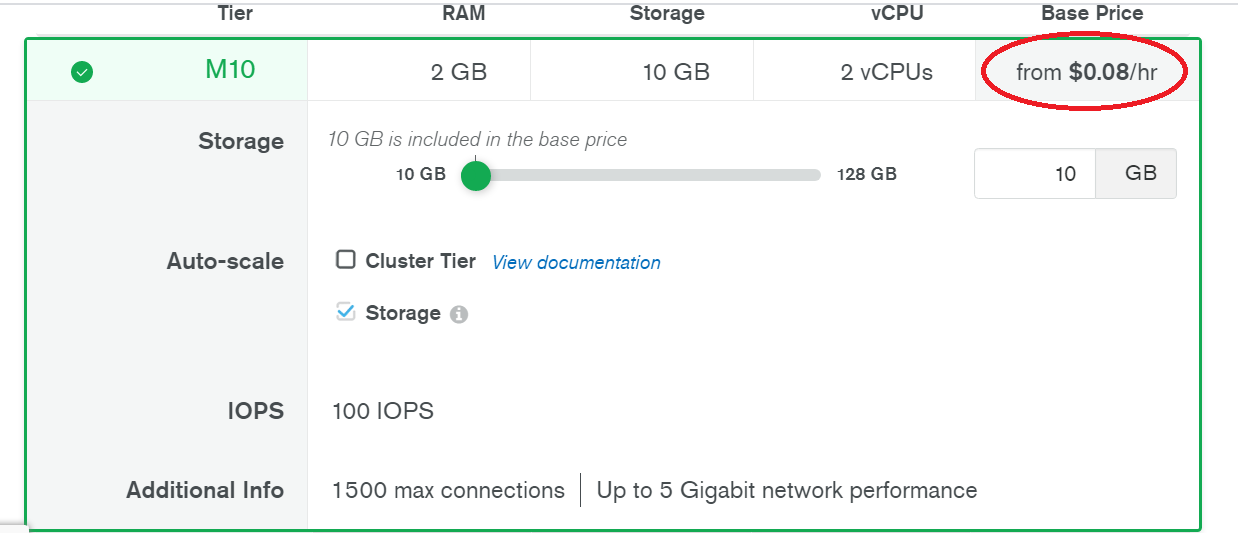 Tier RAM Storage vCPU Base Price
M10 2 GB 10 GB 2 vCPUs from $0.08/hr
Storage 10 GB is included in the base price
10 GB 128 GB 10 GB
Auto-scale Cluster Tier View documentation
Storage
IOPS 100 IOPS
Additional Info 1500 max connections Up to 5 Gigabit network performance